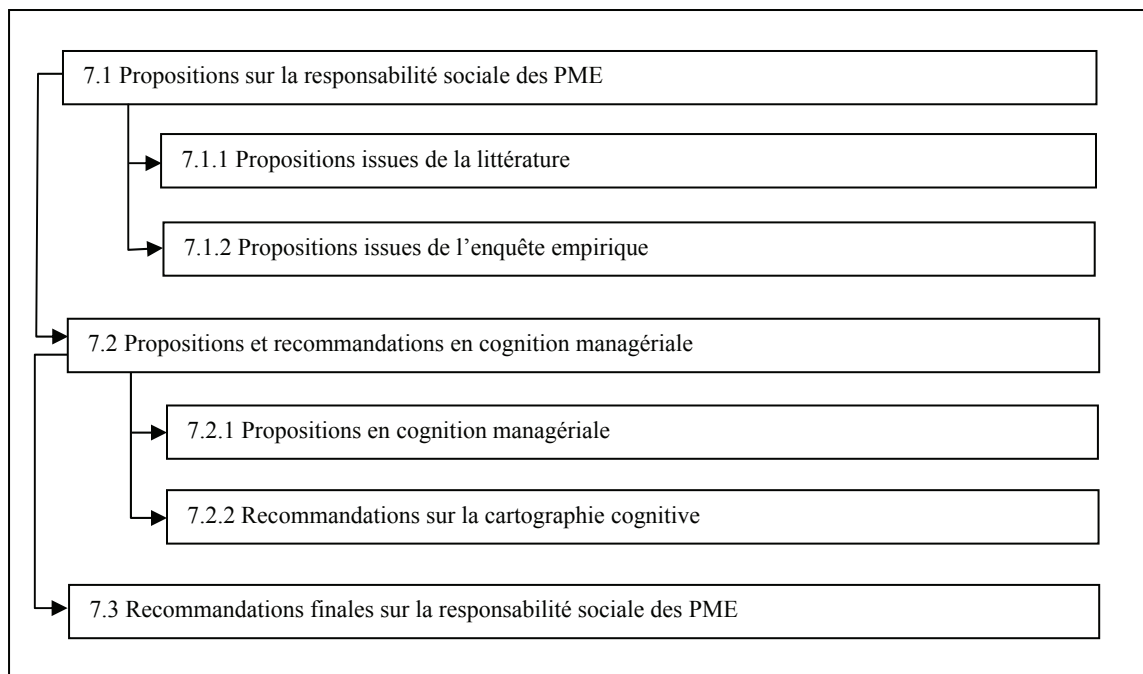 7.1 Propositions sur la responsabilité sociale des PME
7.1.1 Propositions issues de la littérature
7.1.2 Propositions issues de l’enquête empirique
7.2 Propositions et recommandations en cognition managériale
7.2.1 Propositions en cognition managériale
7.2.2 Recommandations sur la cartographie cognitive
7.3 Recommandations finales sur la responsabilité sociale des PME